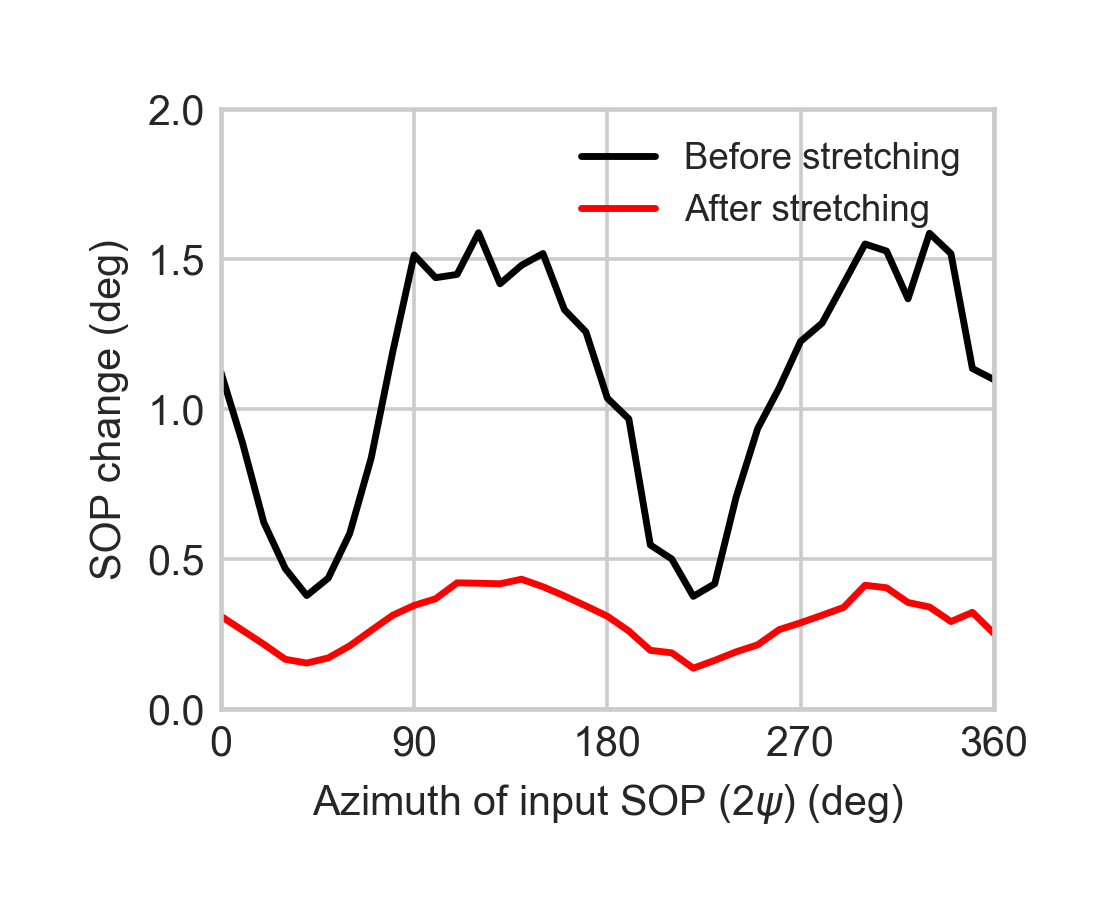 2.0
1.5
1.0
0.5
0.0
0 90 180 270 360
SOP change (deg)
Azimuth of input SOP (2ψ) (deg)
Before stretching
After stretching